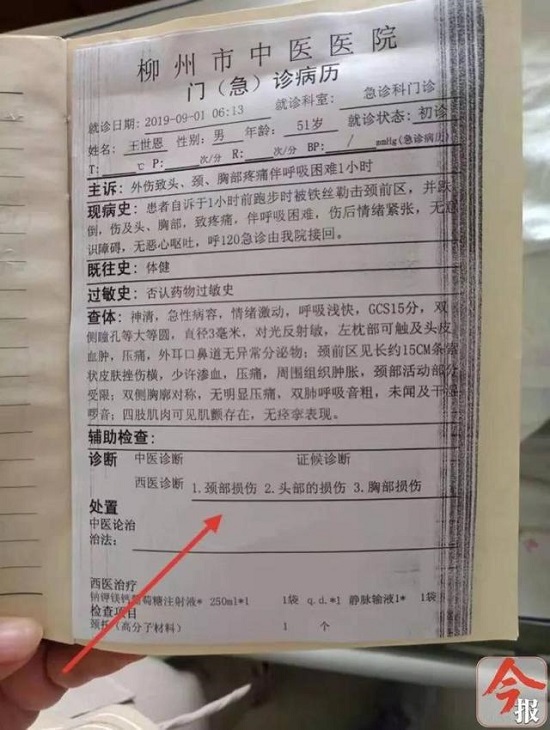 柳州市中医医院
门（急）诊病历
就诊日期：2019-09-01 06:13 就诊科室：急诊科门诊
姓名：王世恩 性别：男 年龄：51岁 就诊状态：初诊
T：℃ P：次/分 R：次/分 BP：/ mmHg(急诊病历)
主诉：外伤致头、颈、胸部疼痛伴呼吸困难1小时
现病史：患者自诉于1小时前跑步时被铁丝勒击颈前区，并跌
倒，伤及头、胸部，致疼痛，伴呼吸困难，伤后情绪紧张，无意
识障碍，无恶心呕吐，呼120急诊由我院接回。
既往史：体健
过敏史：否认药物过敏史
查体：神清，急性病容，情绪激动，呼吸浅快，GCS15分，双
侧瞳孔等大等圆，直径3毫米，对光反射敏，左枕部可触及头皮
血肿，压痛，外耳口鼻道无异常分泌物；颈前区见长约15CM条索
状皮肤挫伤横，少许渗血，压痛，周围组织肿胀，颈部活动部分
受限；双侧胸廓对称，无明显压痛，双肺呼吸音粗，未闻及干湿
啰音；四肢肌肉可见肌颤存在，无痉挛表现。
辅助检查：
诊断 中医诊断 证候诊断
西医诊断 1.颈部损伤 2.头部的损伤 3.胸部损伤
处置
中医论治
治法：
西医治疗
钠钾镁钙葡萄糖注射液* 250ml*1 1袋 q.d.*1 静脉输液1* 1袋
检查项目
颈托(高分子材料) 1 个
今报